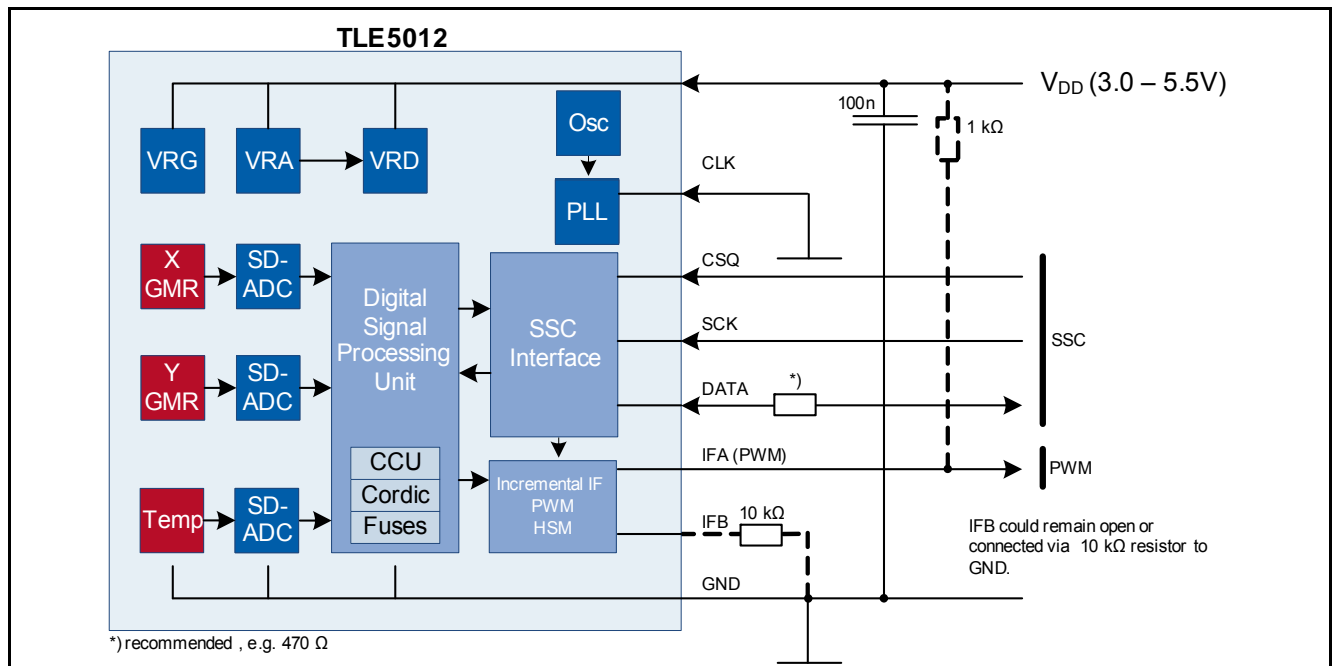 TLE5012
V_DD (3.0 – 5.5V)
100n
1 kΩ
Osc
VRG
VRA
VRD
CLK
PLL
X
GMR
SD-
ADC
CSQ
Digital
Signal
Processing
Unit
SSC
Interface
SCK
SSC
Y
GMR
SD-
ADC
DATA
*)
CCU
Cordic
Fuses
IFA (PWM)
PWM
Incremental IF
PWM
HSM
Temp
SD-
ADC
IFB
10 kΩ
IFB could remain open or
connected via 10 kΩ resistor to
GND.
GND
*) recommended , e.g. 470 Ω